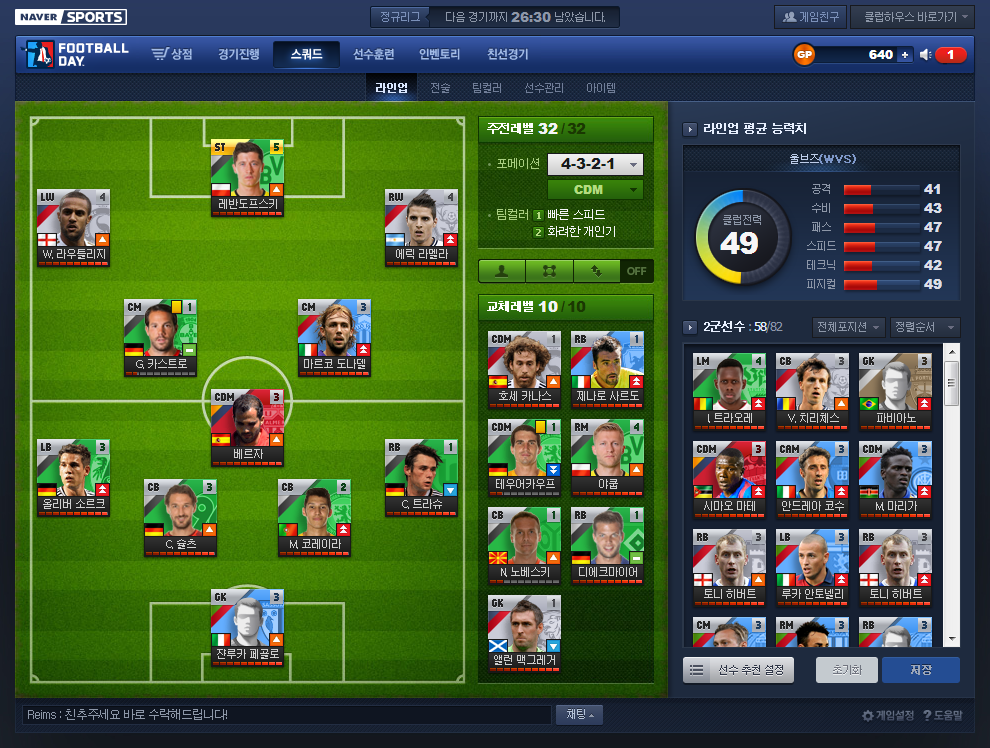 NAVER SPORTS
정규리그 다음 경기까지 26:30 남았습니다.
게임친구 클럽하우스 바로가기
FOOTBALL DAY.
상점 경기진행 스쿼드 선수훈련 인벤토리 친선경기
GP 640 + 1
라인업 전술 팀컬러 선수관리 아이템
ST 5
레반도프스키
LW 4
W. 라우틀리지
RW 4
에릭 라멜라
CM 1
G. 카스트로
CM 3
마르코 도나델
CDM 3
베르자
LB 3
올리버 소르크
RB 1
C. 트라슈
CB 3
C. 슐츠
CB 2
M. 코레이라
GK 3
쟌루카 페골로
주전레벨 32 / 32
포메이션 4-3-2-1
CDM
팀컬러 1 빠른 스피드
2 화려한 개인기
OFF
교체레벨 10 / 10
CDM 1
호세 카나스
RB 1
제나로 사르도
CDM 1
테우어카우프
RM 4
야쿱
CB 1
N. 노베스키
RB 1
디에크마이어
GK 1
앨런 맥그레거
라인업 평균 능력치
울브즈(WVS)
클럽전력
49
공격 41
수비 43
패스 47
스피드 47
테크닉 42
피지컬 49
2군선수 : 58/82 전체포지션 정렬순서
LM 4
I. 트라오레
CB 3
V. 치리체스
GK 3
파비아노
CDM 3
시마오 마테
CAM 3
안드레아 코수
CDM 3
M. 마리가
RB 3
토니 히버트
LB 3
루카 안토넬리
RB 3
토니 히버트
CM 3
RM 3
RB 3
선수 추천 설정 초기화 저장
Reims : 친추주세요 바로 수락해드립니다!
채팅
게임설정 ? 도움말